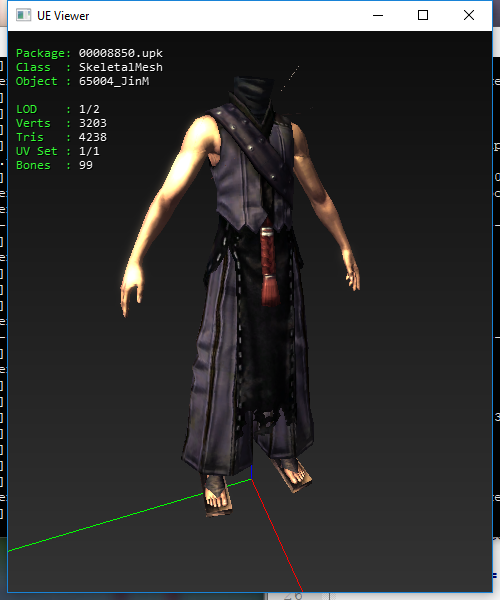 UE Viewer
Package: 00008850.upk
Class : SkeletalMesh
Object : 65004_JinM
LOD : 1/2
Verts : 3203
Tris : 4238
UV Set : 1/1
Bones : 99